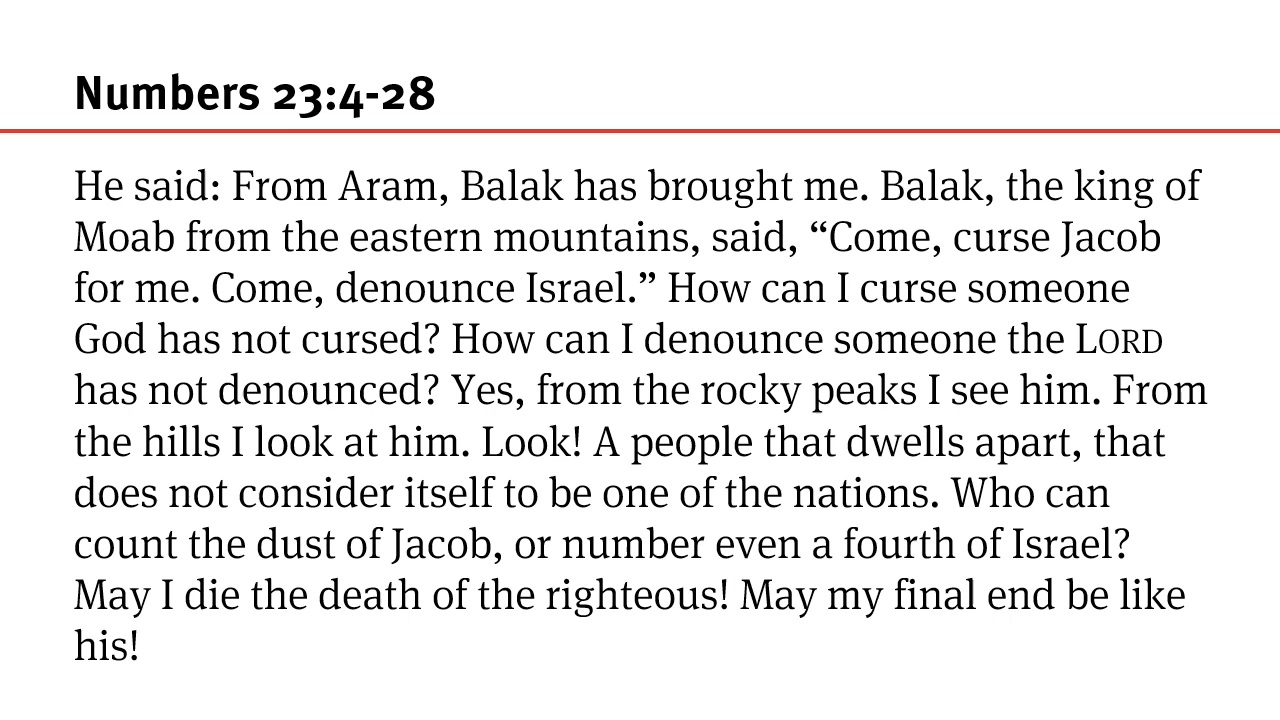 Numbers 23:4-28
He said: From Aram, Balak has brought me. Balak, the king of
Moab from the eastern mountains, said, “Come, curse Jacob
for me. Come, denounce Israel.” How can I curse someone
God has not cursed? How can I denounce someone the LORD
has not denounced? Yes, from the rocky peaks I see him. From
the hills I look at him. Look! A people that dwells apart, that
does not consider itself to be one of the nations. Who can
count the dust of Jacob, or number even a fourth of Israel?
May I die the death of the righteous! May my final end be like
his!